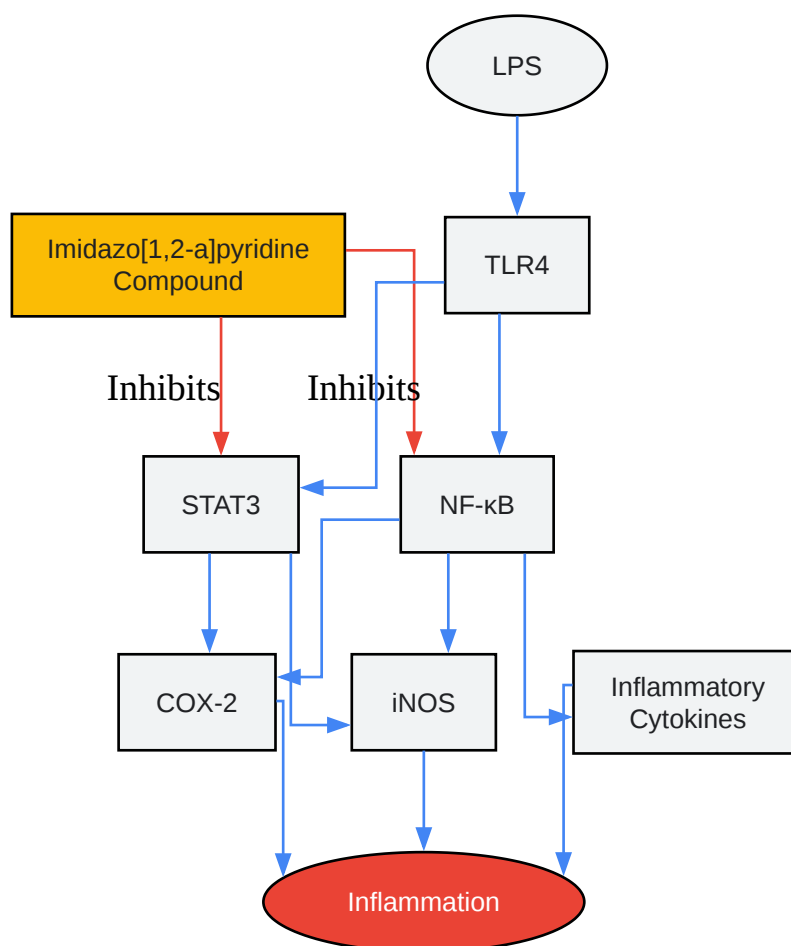 LPS
Imidazo[1,2-a]pyridine
Compound
TLR4
Inhibits
Inhibits
STAT3
NF-κB
COX-2
iNOS
Inflammatory
Cytokines
Inflammation